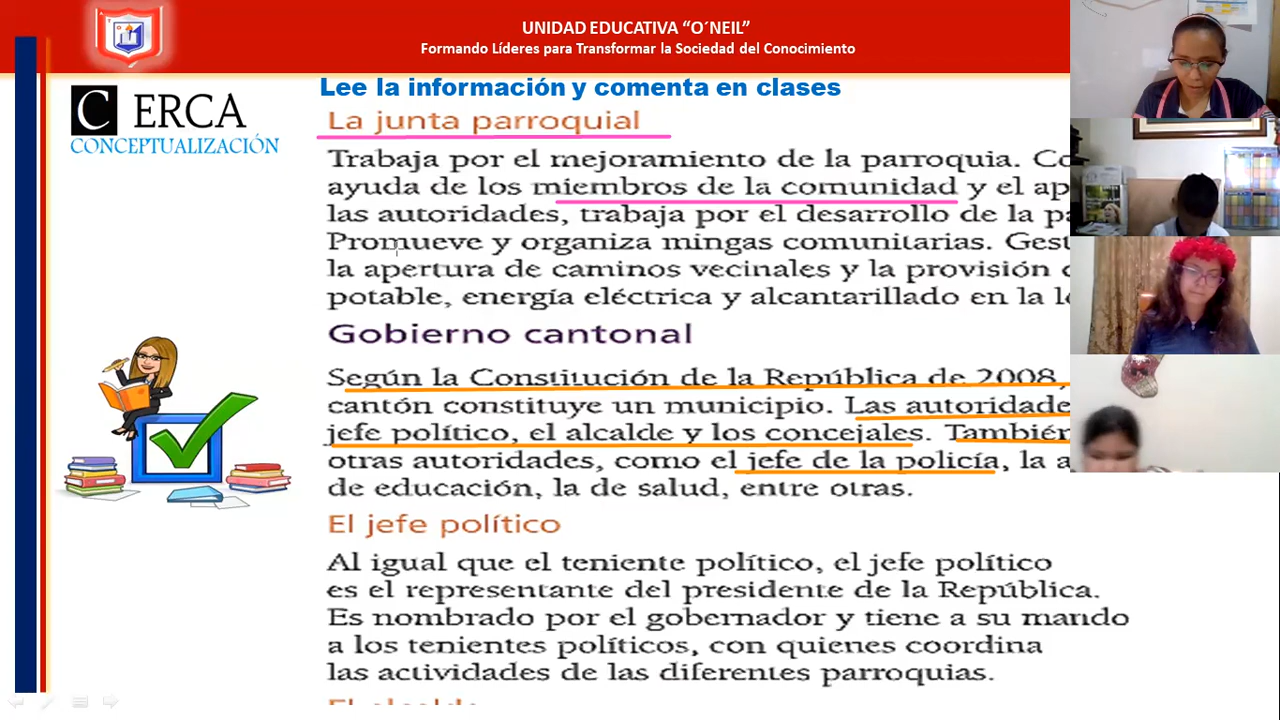 UNIDAD EDUCATIVA “O´NEIL”
Formando Líderes para Transformar la Sociedad del Conocimiento
C ERCA
CONCEPTUALIZACIÓN
Lee la información y comenta en clases
La junta parroquial
Trabaja por el mejoramiento de la parroquia.
ayuda de los miembros de la comunidad y el
las autoridades, trabaja por el desarrollo de la
Promueve y organiza mingas comunitarias.
la apertura de caminos vecinales y la provisión
potable, energía eléctrica y alcantarillado en la
Gobierno cantonal
Según la Constitución de la República de 2008,
cantón constituye un municipio. Las
jefe político, el alcalde y los concejales. También
otras autoridades, como el jefe de la policía, la
de educación, la de salud, entre otras.
El jefe político
Al igual que el teniente político, el jefe político
es el representante del presidente de la República.
Es nombrado por el gobernador y tiene a su mando
a los tenientes políticos, con quienes coordina
las actividades de las diferentes parroquias.